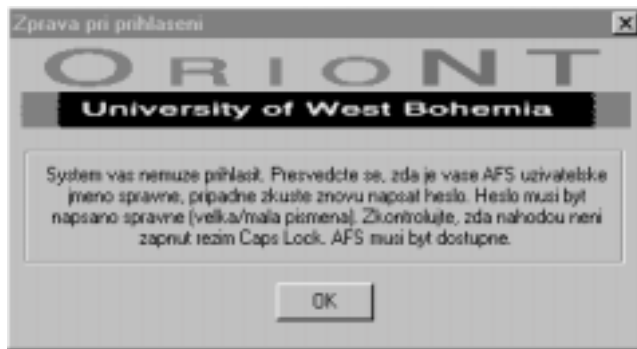 Zprava pri prihlaseni
ORIONT
University of West Bohemia
System vas nemuze prihlasit. Presvedcte se, zda je vase AFS uzivatelske
jmeno spravne, pripadne zkuste znovu napsat heslo. Heslo musi byt
napsano spravne (velka/mala pismena). Zkontrolujte, zda nahodou neni
zapnut rezim Caps Lock. AFS musi byt dostupne.
OK